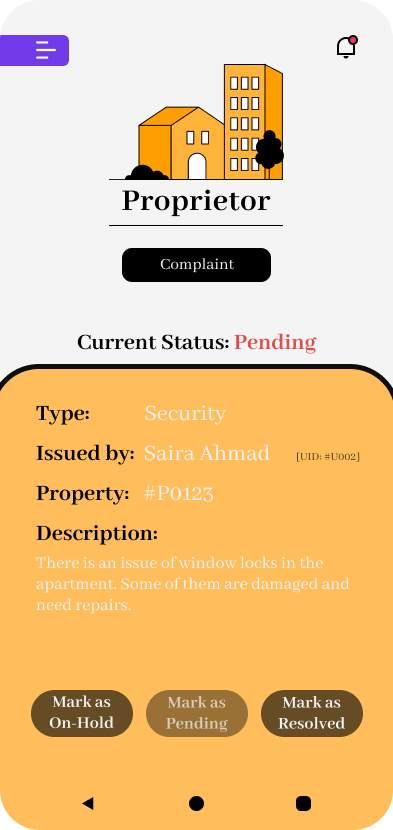 Proprietor
Complaint
Current Status: Pending
Type: Security
Issued by: Saira Ahmad [UID: #U002]
Property: #P0123
Description:
There is an issue of window locks in the
apartment. Some of them are damaged and
need repairs.
Mark as
On-Hold
Mark as
Pending
Mark as
Resolved